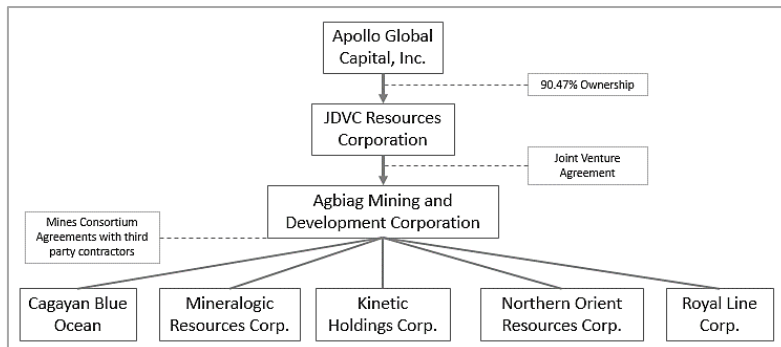 Apollo Global
Capital, Inc.
90.47% Ownership
JDVC Resources
Corporation
Joint Venture
Agreement
Agbiag Mining and
Development Corporation
Mines Consortium
Agreements with third
party contractors
Cagayan Blue
Ocean
Mineralogic
Resources Corp.
Kinetic
Holdings Corp.
Northern Orient
Resources Corp.
Royal Line
Corp.